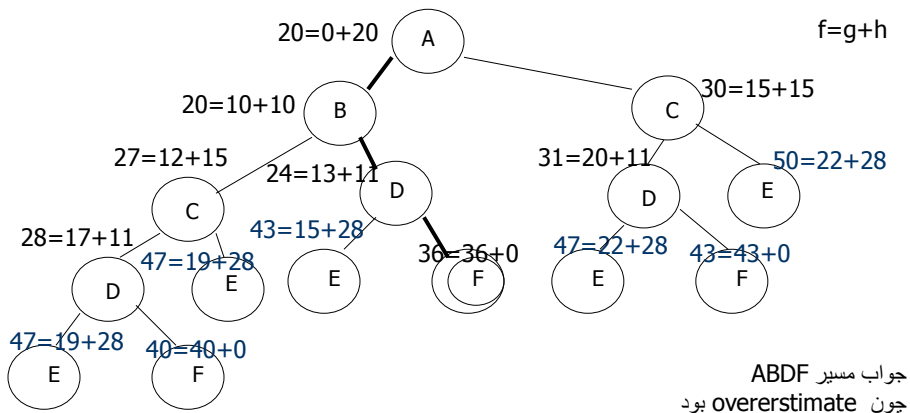 20=0+20
A
f=g+h
20=10+10
B
30=15+15
C
27=12+15
24=13+11
D
31=20+11
D
50=22+28
E
C
28=17+11
43=15+28
36=36+0
47=22+28
43=43+0
47=19+28
D
E
E
F
E
F
47=19+28
40=40+0
E
F
جواب مسیر ABDF
چون overerstimate بود